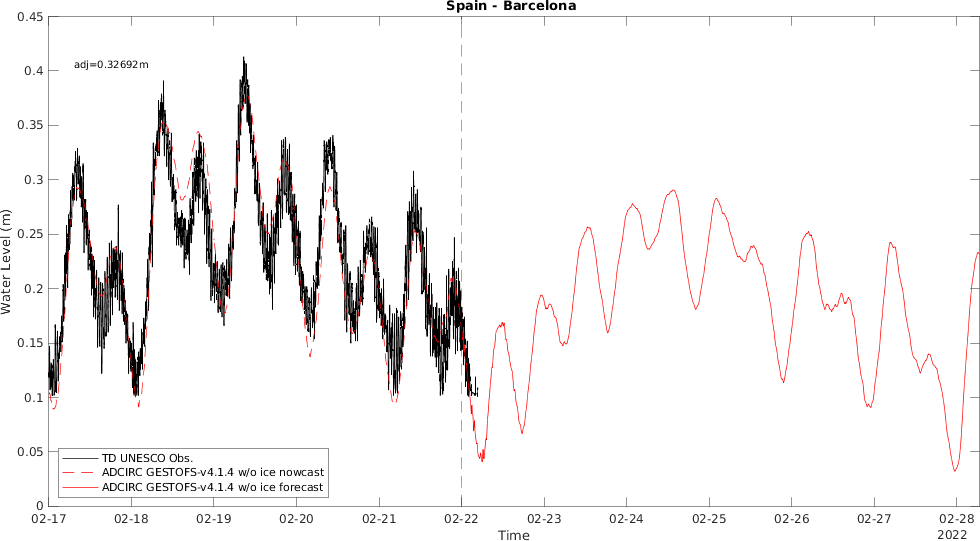 Spain - Barcelona
adj=0.32692m
0.45
0.4
0.35
0.3
0.25
0.2
0.15
0.1
0.05
0
Water Level (m)
TD UNESCO Obs.
ADCIRC GESTOFS-v4.1.4 w/o ice nowcast
ADCIRC GESTOFS-v4.1.4 w/o ice forecast
02-17 02-18 02-19 02-20 02-21 02-22 02-23 02-24 02-25 02-26 02-27 02-28
Time
2022